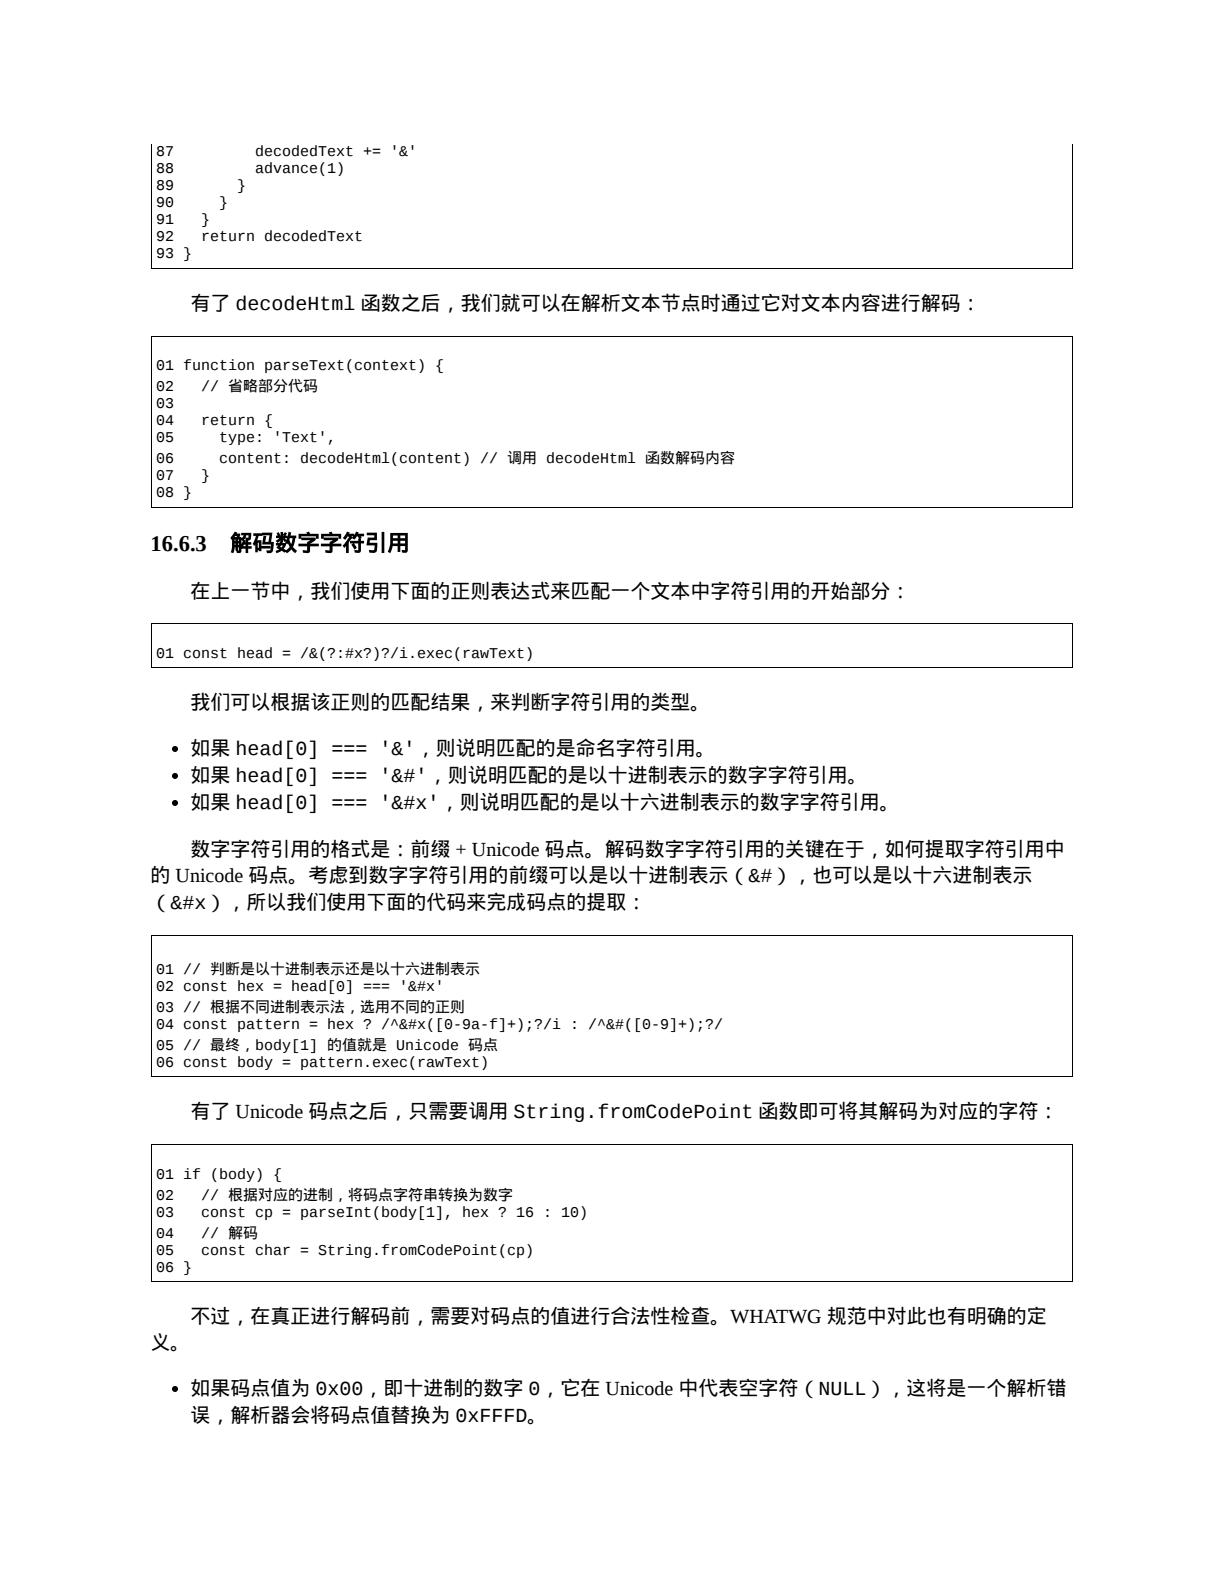 87         decodedText += '&'
88         advance(1)
89       }
90     }
91   }
92   return decodedText
93 }
有了 decodeHtml 函数之后，我们就可以在解析文本节点时通过它对文本内容进行解码：
01 function parseText(context) {
02   // 省略部分代码
03
04   return {
05     type: 'Text',
06     content: decodeHtml(content) // 调用 decodeHtml 函数解码内容
07   }
08 }
16.6.3 解码数字字符引用
在上一节中，我们使用下面的正则表达式来匹配一个文本中字符引用的开始部分：
01 const head = /&(?:#x?)?/i.exec(rawText)
我们可以根据该正则的匹配结果，来判断字符引用的类型。
• 如果 head[0] === '&'，则说明匹配的是命名字符引用。
• 如果 head[0] === '&#'，则说明匹配的是以十进制表示的数字字符引用。
• 如果 head[0] === '&#x'，则说明匹配的是以十六进制表示的数字字符引用。
数字字符引用的格式是：前缀 + Unicode 码点。解码数字字符引用的关键在于，如何提取字符引用中
的 Unicode 码点。考虑到数字字符引用的前缀可以是以十进制表示（&#），也可以是以十六进制表示
（&#x），所以我们使用下面的代码来完成码点的提取：
01 // 判断是以十进制表示还是以十六进制表示
02 const hex = head[0] === '&#x'
03 // 根据不同进制表示法，选用不同的正则
04 const pattern = hex ? /^&#x([0-9a-f]+);?/i : /^&#([0-9]+);?/
05 // 最终，body[1] 的值就是 Unicode 码点
06 const body = pattern.exec(rawText)
有了 Unicode 码点之后，只需要调用 String.fromCodePoint 函数即可将其解码为对应的字符：
01 if (body) {
02   // 根据对应的进制，将码点字符串转换为数字
03   const cp = parseInt(body[1], hex ? 16 : 10)
04   // 解码
05   const char = String.fromCodePoint(cp)
06 }
不过，在真正进行解码前，需要对码点的值进行合法性检查。WHATWG 规范中对此也有明确的定
义。
• 如果码点值为 0x00，即十进制的数字 0，它在 Unicode 中代表空字符（NULL），这将是一个解析错
误，解析器会将码点值替换为 0xFFFD。